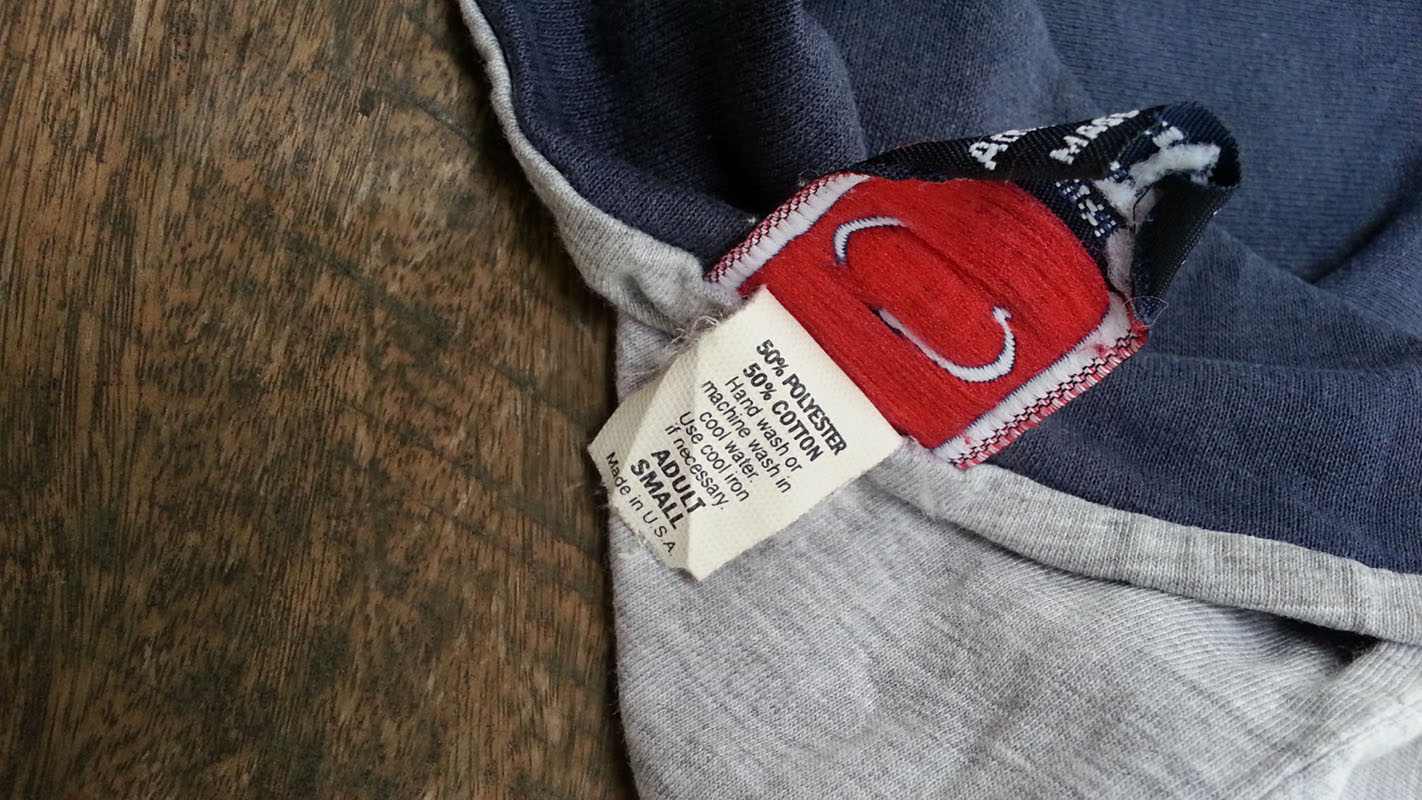 50% POLYESTER
50% COTTON
Hand wash or
machine wash in
cool water.
Use cool iron
if necessary.
ADULT
SMALL
Made in U.S.A.